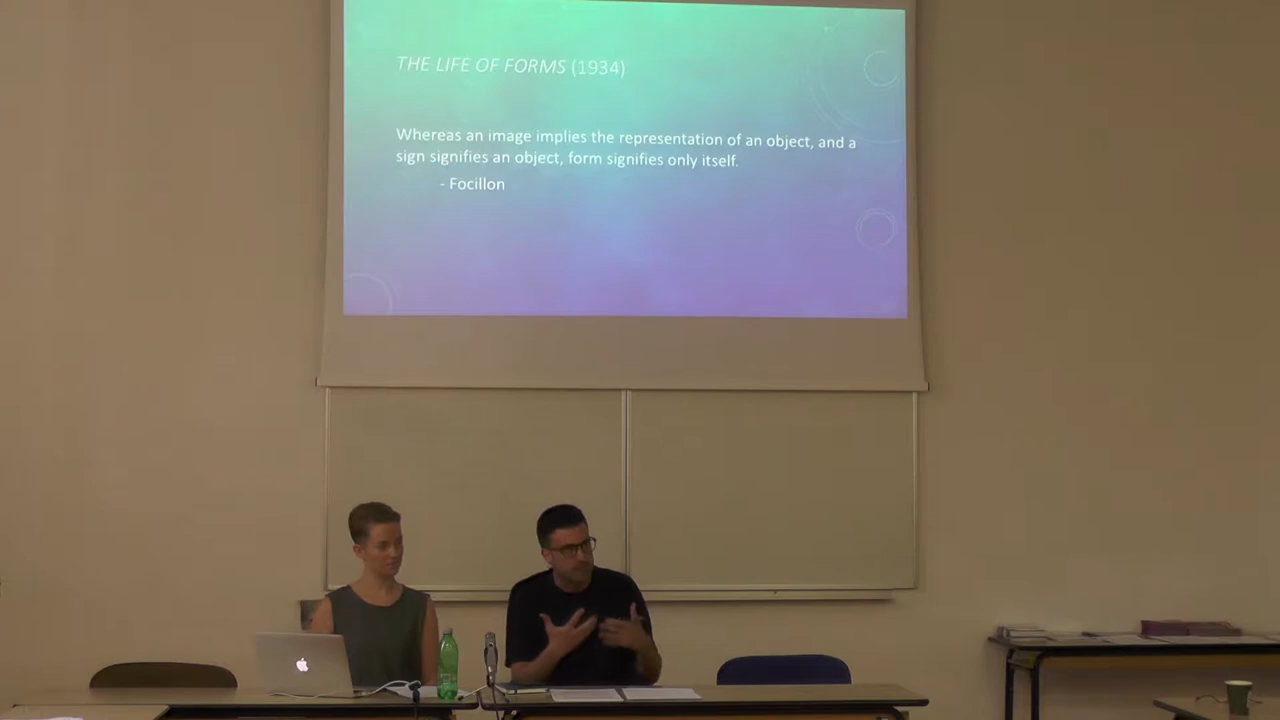 THE LIFE OF FORMS (1934)
Whereas an image implies the representation of an object, and a
sign signifies an object, form signifies only itself.
- Focillon